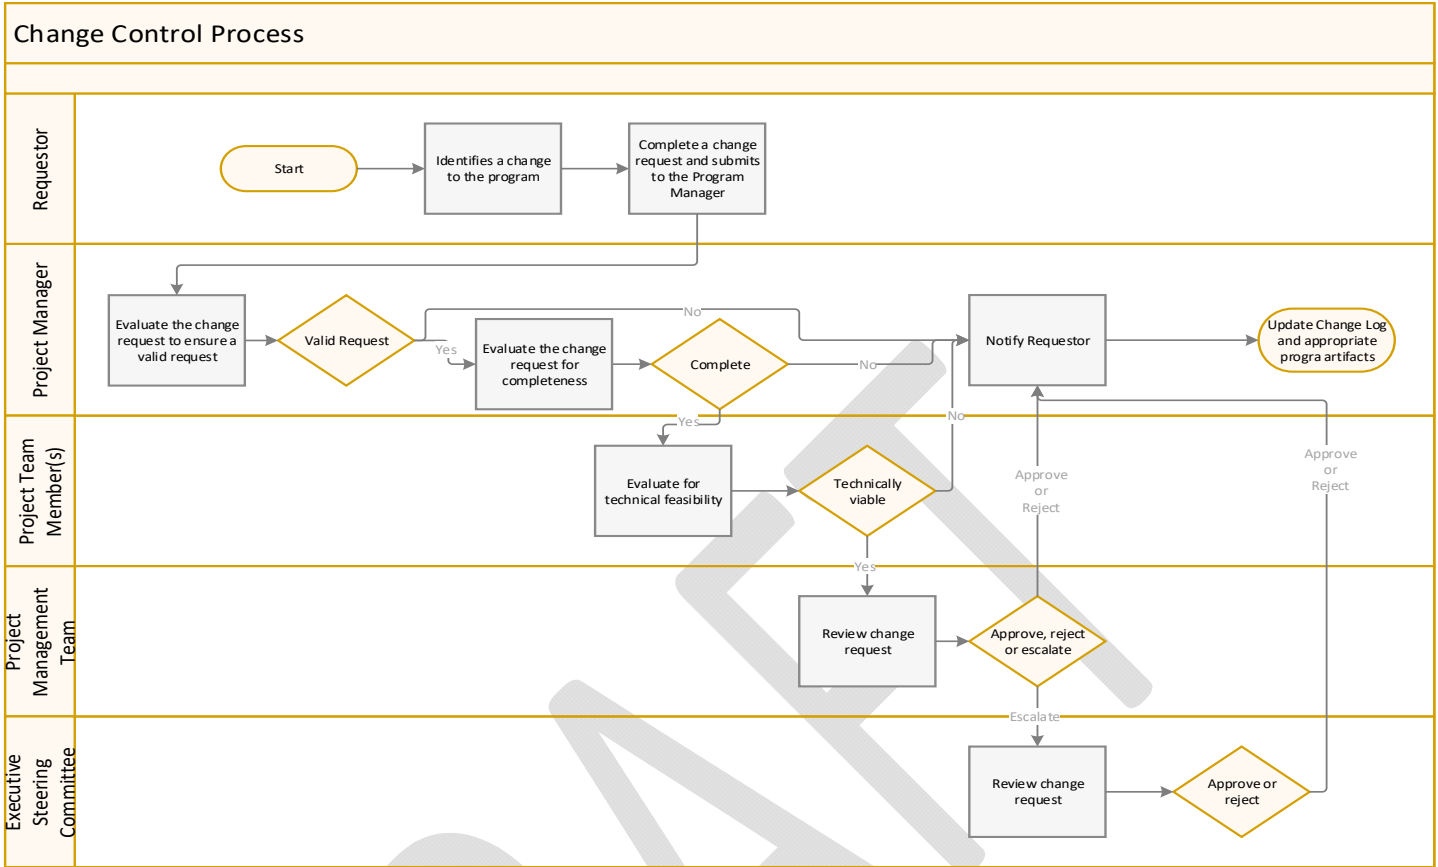 Change Control Process
Requestor
Start
Identifies a change
to the program
Complete a change
request and submits
to the Program
Manager
Project Manager
Evaluate the change
request to ensure a
valid request
Valid Request
No
Yes
Evaluate the change
request for
completeness
Complete
No
Notify Requestor
Update Change Log
and appropriate
progra artifacts
Project Team
Member(s)
Yes
Evaluate for
technical feasibility
Technically
viable
No
Approve
or
Reject
Approve
or
Reject
Project
Management
Team
Yes
Review change
request
Approve, reject
or escalate
Executive
Steering
Committee
Escalate
Review change
request
Approve or
reject